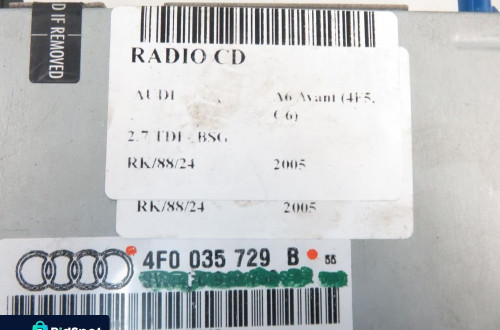 D IF REMOVED
RADIO CD
AUDI A6 Avant (4F5, C6)
2.7 TDI - BSG
RK/88/24 2005
RK/88/24 2005
4F0 035 729 B
BidSpot